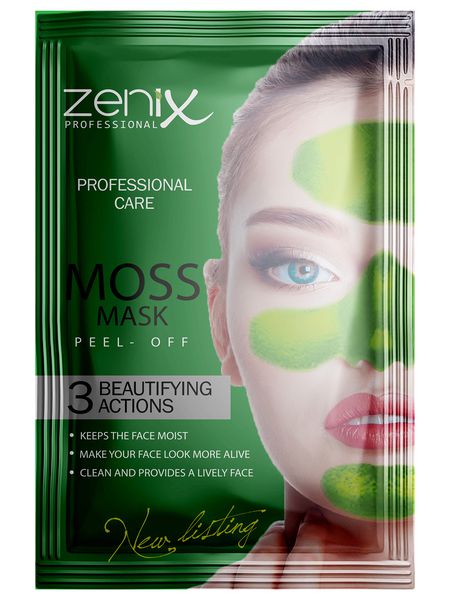 zenix
PROFESSIONAL
PROFESSIONAL
CARE
MOSS
MASK
PEEL- OFF
3 BEAUTIFYING
ACTIONS
• KEEPS THE FACE MOIST
• MAKE YOUR FACE LOOK MORE ALIVE
• CLEAN AND PROVIDES A LIVELY FACE
New listing